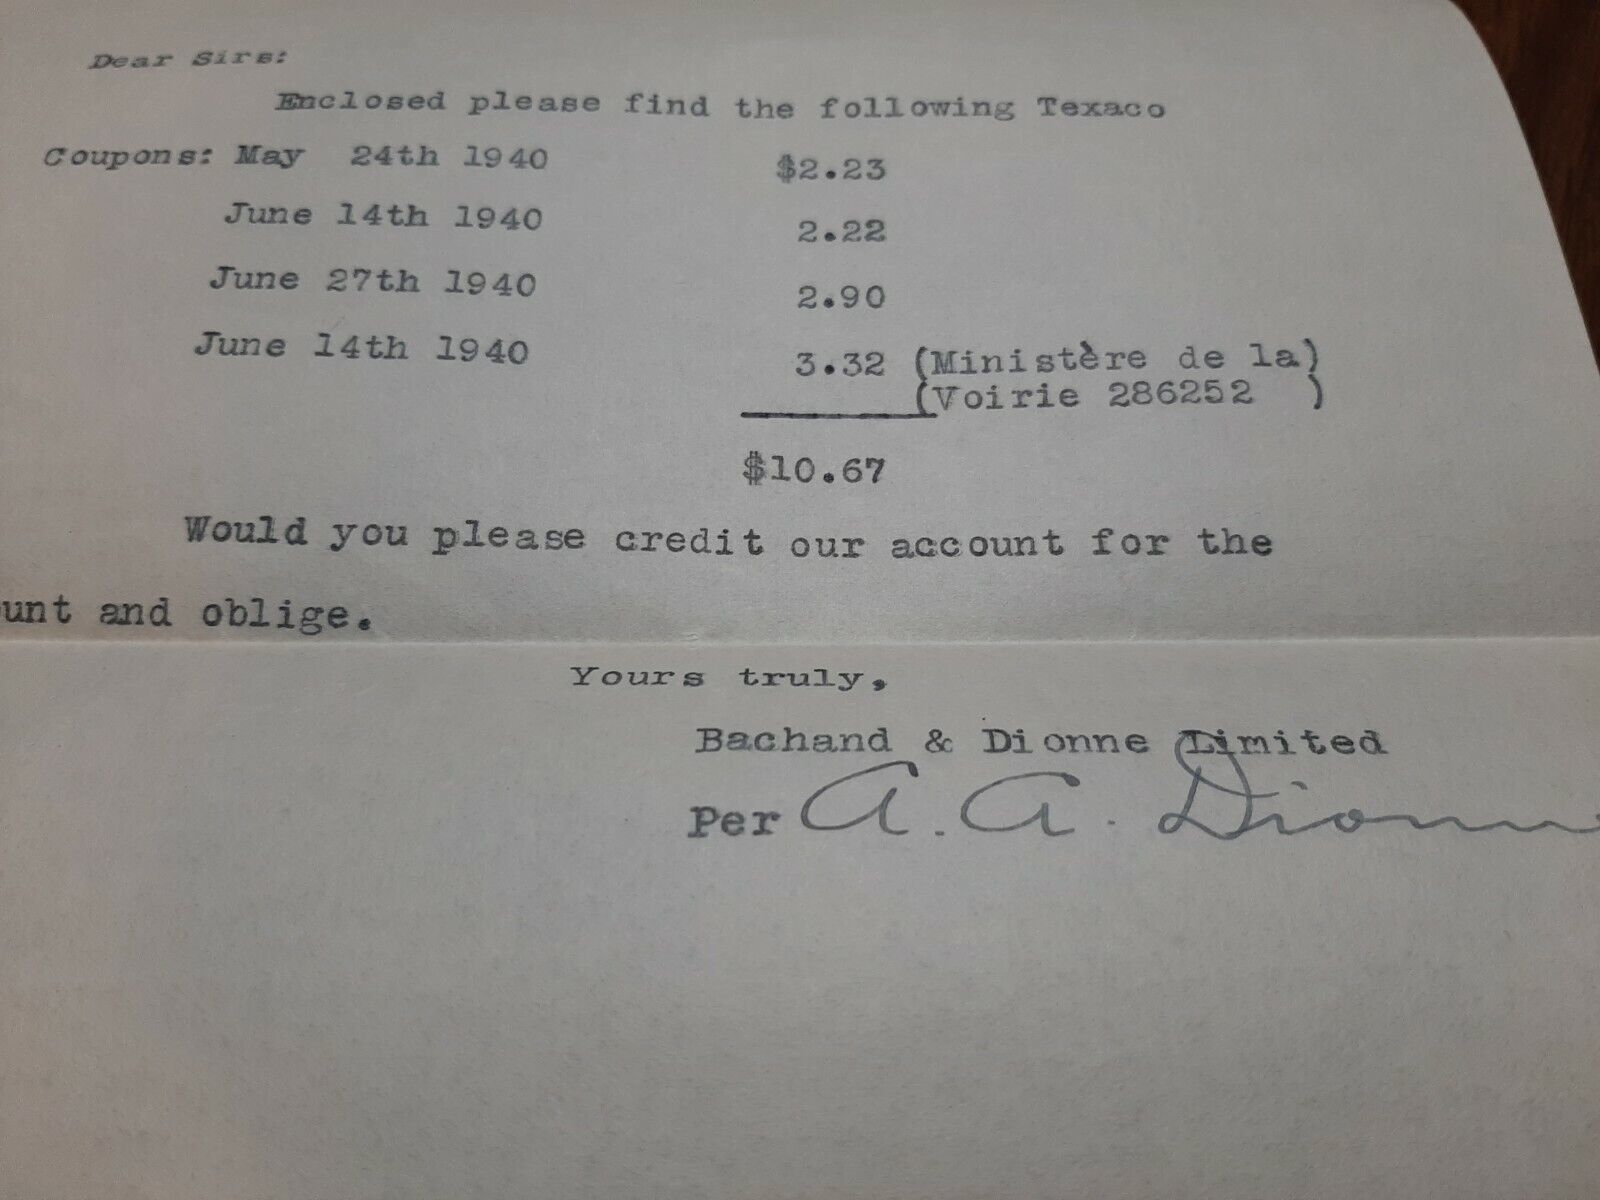 Dear Sirs:
Enclosed please find the following Texaco
Coupons: May 24th 1940 $2.23
June 14th 1940 2.22
June 27th 1940 2.90
June 14th 1940 3.32 (Ministère de la)
(Voirie 286252 )
$10.67
Would you please credit our account for the
unt and oblige.
Yours truly,
Bachand & Dionne Limited
Per A. A. Dionne